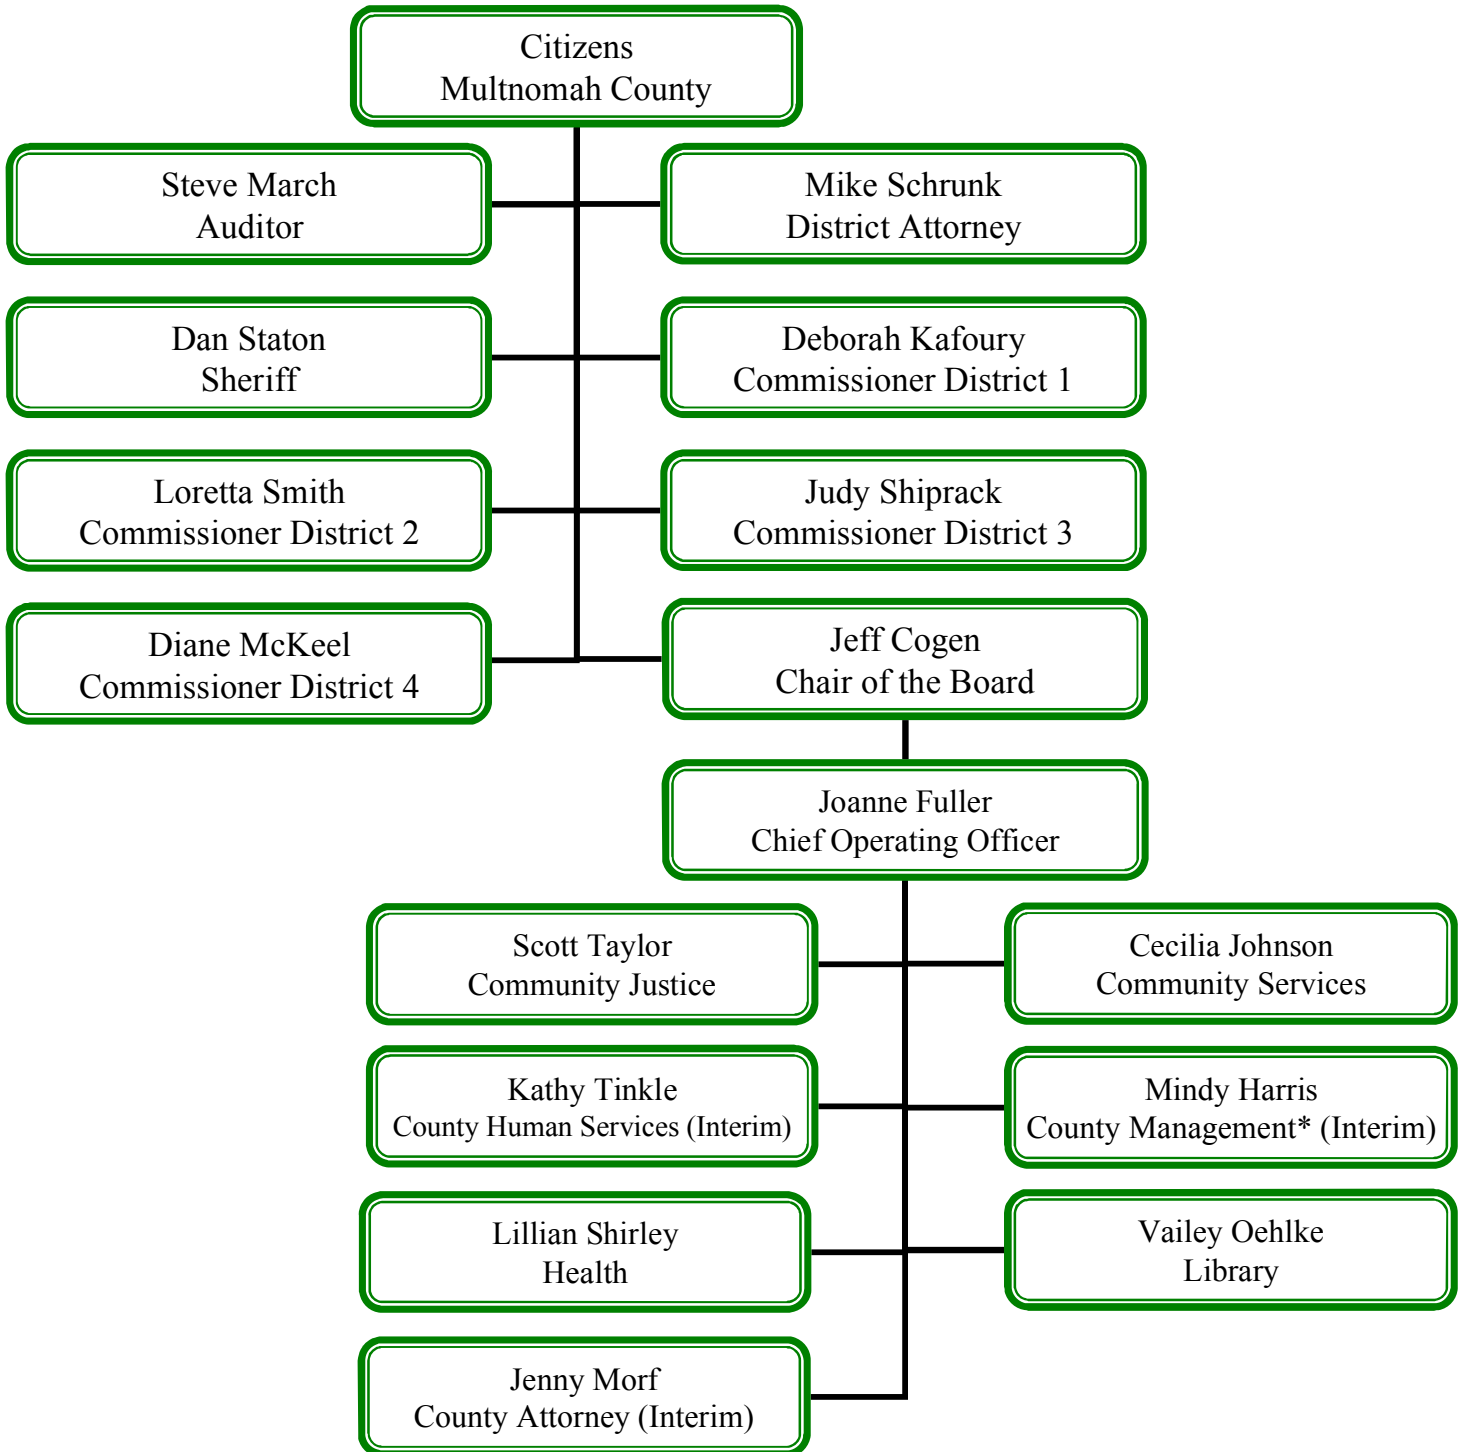 Citizens
Multnomah County
Steve March
Auditor
Mike Schrunk
District Attorney
Dan Staton
Sheriff
Deborah Kafoury
Commissioner District 1
Loretta Smith
Commissioner District 2
Judy Shiprack
Commissioner District 3
Diane McKeel
Commissioner District 4
Jeff Cogen
Chair of the Board
Joanne Fuller
Chief Operating Officer
Scott Taylor
Community Justice
Cecilia Johnson
Community Services
Kathy Tinkle
County Human Services (Interim)
Mindy Harris
County Management* (Interim)
Lillian Shirley
Health
Vailey Oehlke
Library
Jenny Morf
County Attorney (Interim)